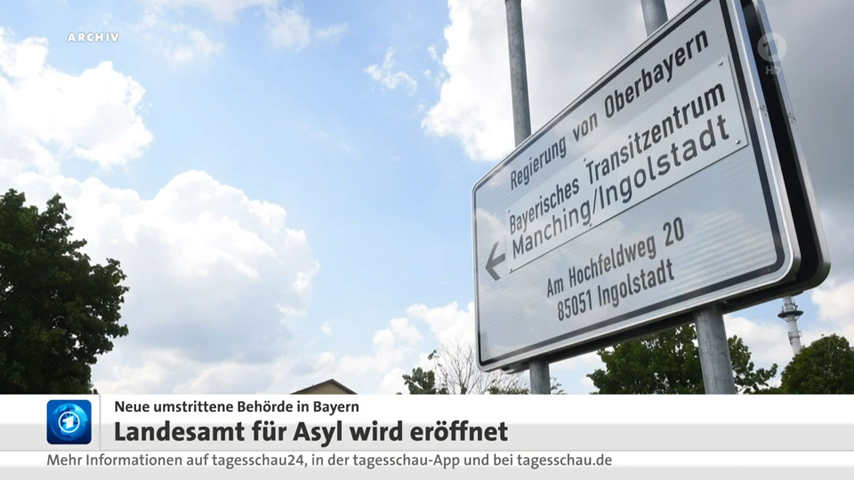 ARCHIV
HD
Regierung von Oberbayern
Bayerisches Transitzentrum
Manching/Ingolstadt
Am Hochfeldweg 20
85051 Ingolstadt
Neue umstrittene Behörde in Bayern
Landesamt für Asyl wird eröffnet
Mehr Informationen auf tagesschau24, in der tagesschau-App und bei tagesschau.de